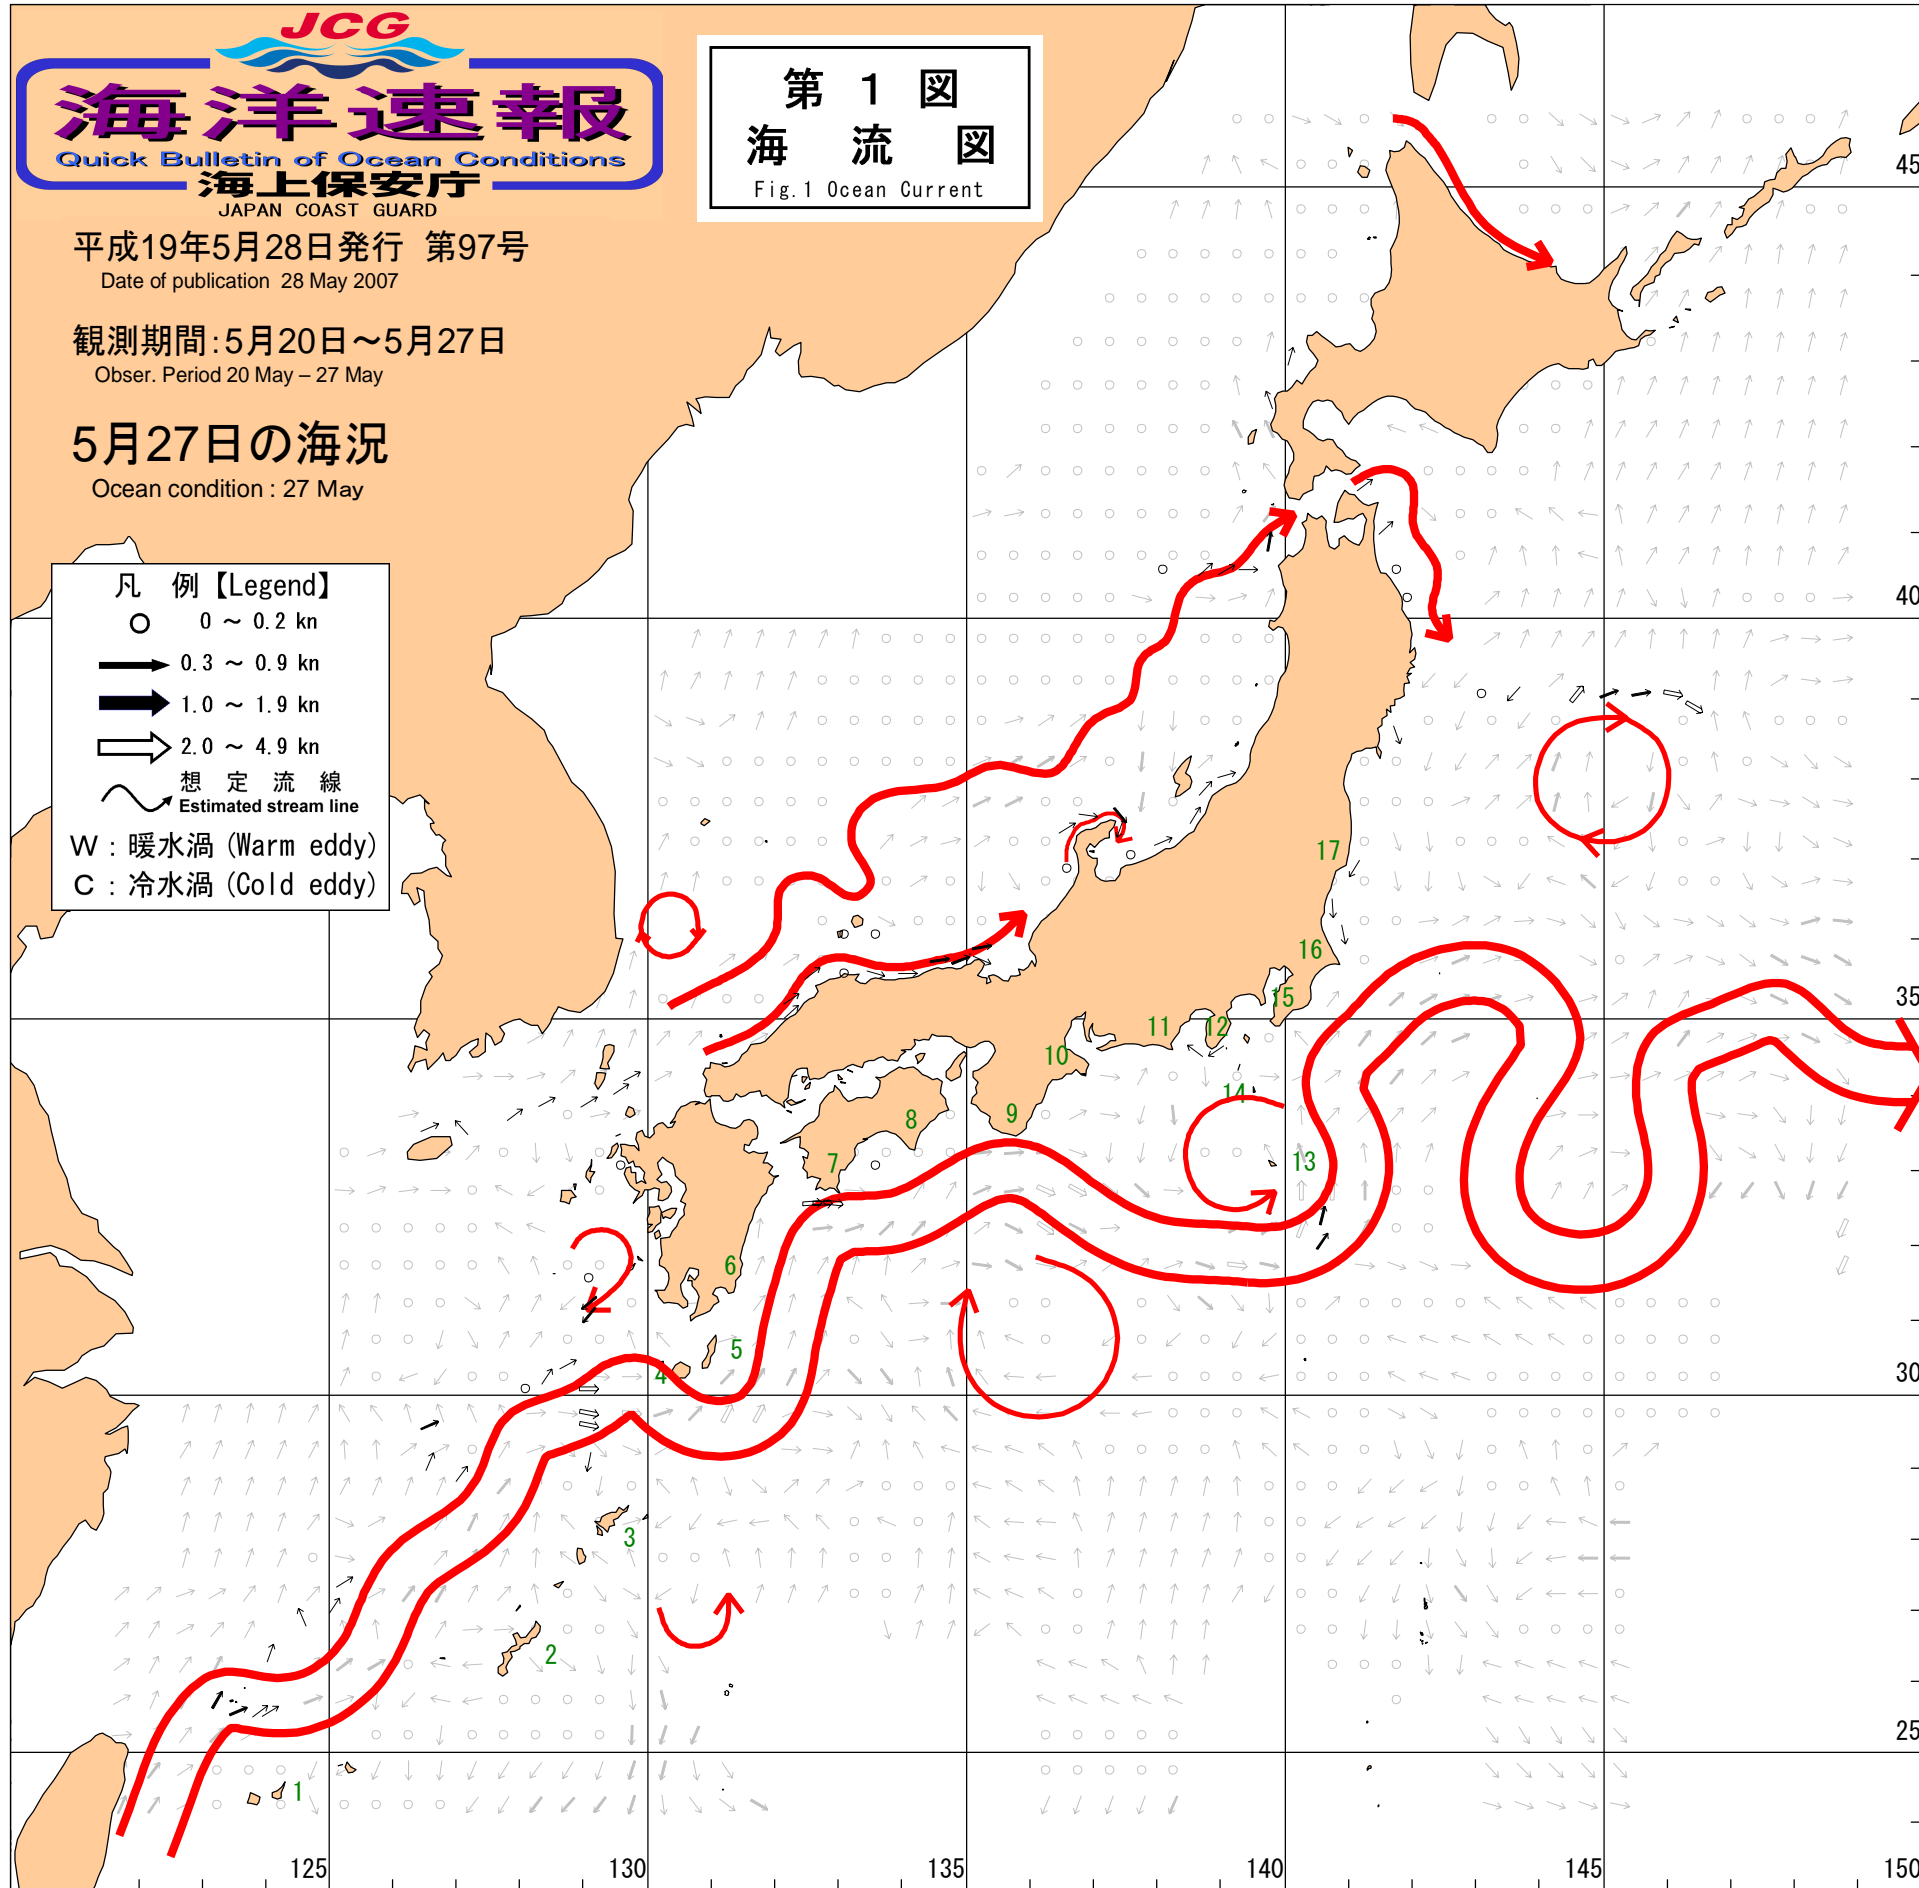 JCG
海洋速報
Quick Bulletin of Ocean Conditions
海上保安庁
JAPAN COAST GUARD
平成19年5月28日発行 第97号
Date of publication 28 May 2007
観測期間:5月20日～5月27日
Obser. Period 20 May – 27 May
5月27日の海況
Ocean condition : 27 May
第 1 図
海 流 図
Fig.1 Ocean Current
凡 例【Legend】
0 ～ 0.2 kn
0.3 ～ 0.9 kn
1.0 ～ 1.9 kn
2.0 ～ 4.9 kn
想 定 流 線
Estimated stream line
W : 暖水渦 (Warm eddy)
C : 冷水渦 (Cold eddy)
45
40
17
16
35
15
11
12
10
14
9
8
13
7
6
5
4
30
3
2
25
1
125
130
135
140
145
150